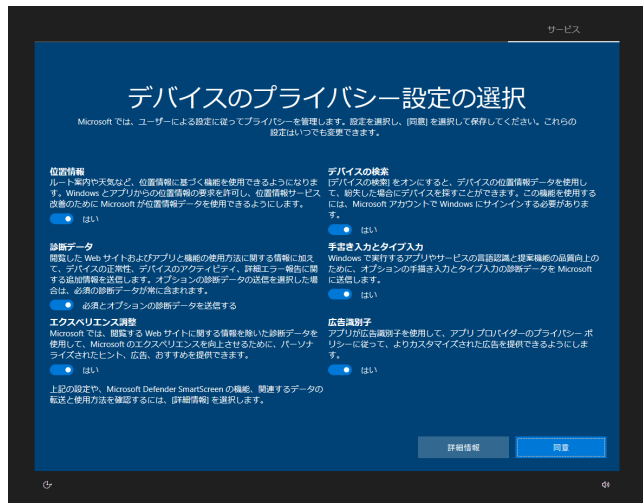 サービス
デバイスのプライバシー設定の選択
Microsoft では、ユーザーによる設定に従ってプライバシーを管理します。設定を選択し、[同意] を選択して保存してください。これらの
設定はいつでも変更できます。
位置情報
ルート案内や天気など、位置情報に基づく機能を使用できるようになりま
す。Windows とアプリからの位置情報の要求を許可し、位置情報サービス
改善のために Microsoft が位置情報データを使用できるようにします。
はい
診断データ
閲覧した Web サイトおよびアプリと機能の使用方法に関する情報に加え
て、デバイスの正常性、デバイスのアクティビティ、詳細エラー報告に関
する追加情報を送信します。オプションの診断データの送信を選択した場
合は、必須の診断データが常に含まれます。
必須とオプションの診断データを送信する
エクスペリエンス調整
Microsoft では、閲覧する Web サイトに関する情報を除いた診断データを
使用して、Microsoft のエクスペリエンスを向上させるために、パーソナ
ライズされたヒント、広告、おすすめを提供できます。
はい
上記の設定や、Microsoft Defender SmartScreen の機能、関連するデータの
転送と使用方法を確認するには、[詳細情報] を選択します。
デバイスの検索
[デバイスの検索] をオンにすると、デバイスの位置情報データを使用し
て、紛失した場合にデバイスを探すことができます。この機能を使用する
には、Microsoft アカウントで Windows にサインインする必要がありま
す。
はい
手書き入力とタイプ入力
Windows で実行するアプリやサービスの言語認識と提案機能の品質向上の
ために、オプションの手描き入力とタイプ入力の診断データを Microsoft
に送信します。
はい
広告識別子
アプリが広告識別子を使用して、アプリ プロバイダーのプライバシー ポ
リシーに従って、よりカスタマイズされた広告を提供できるようにしま
す。
はい
詳細情報
同意